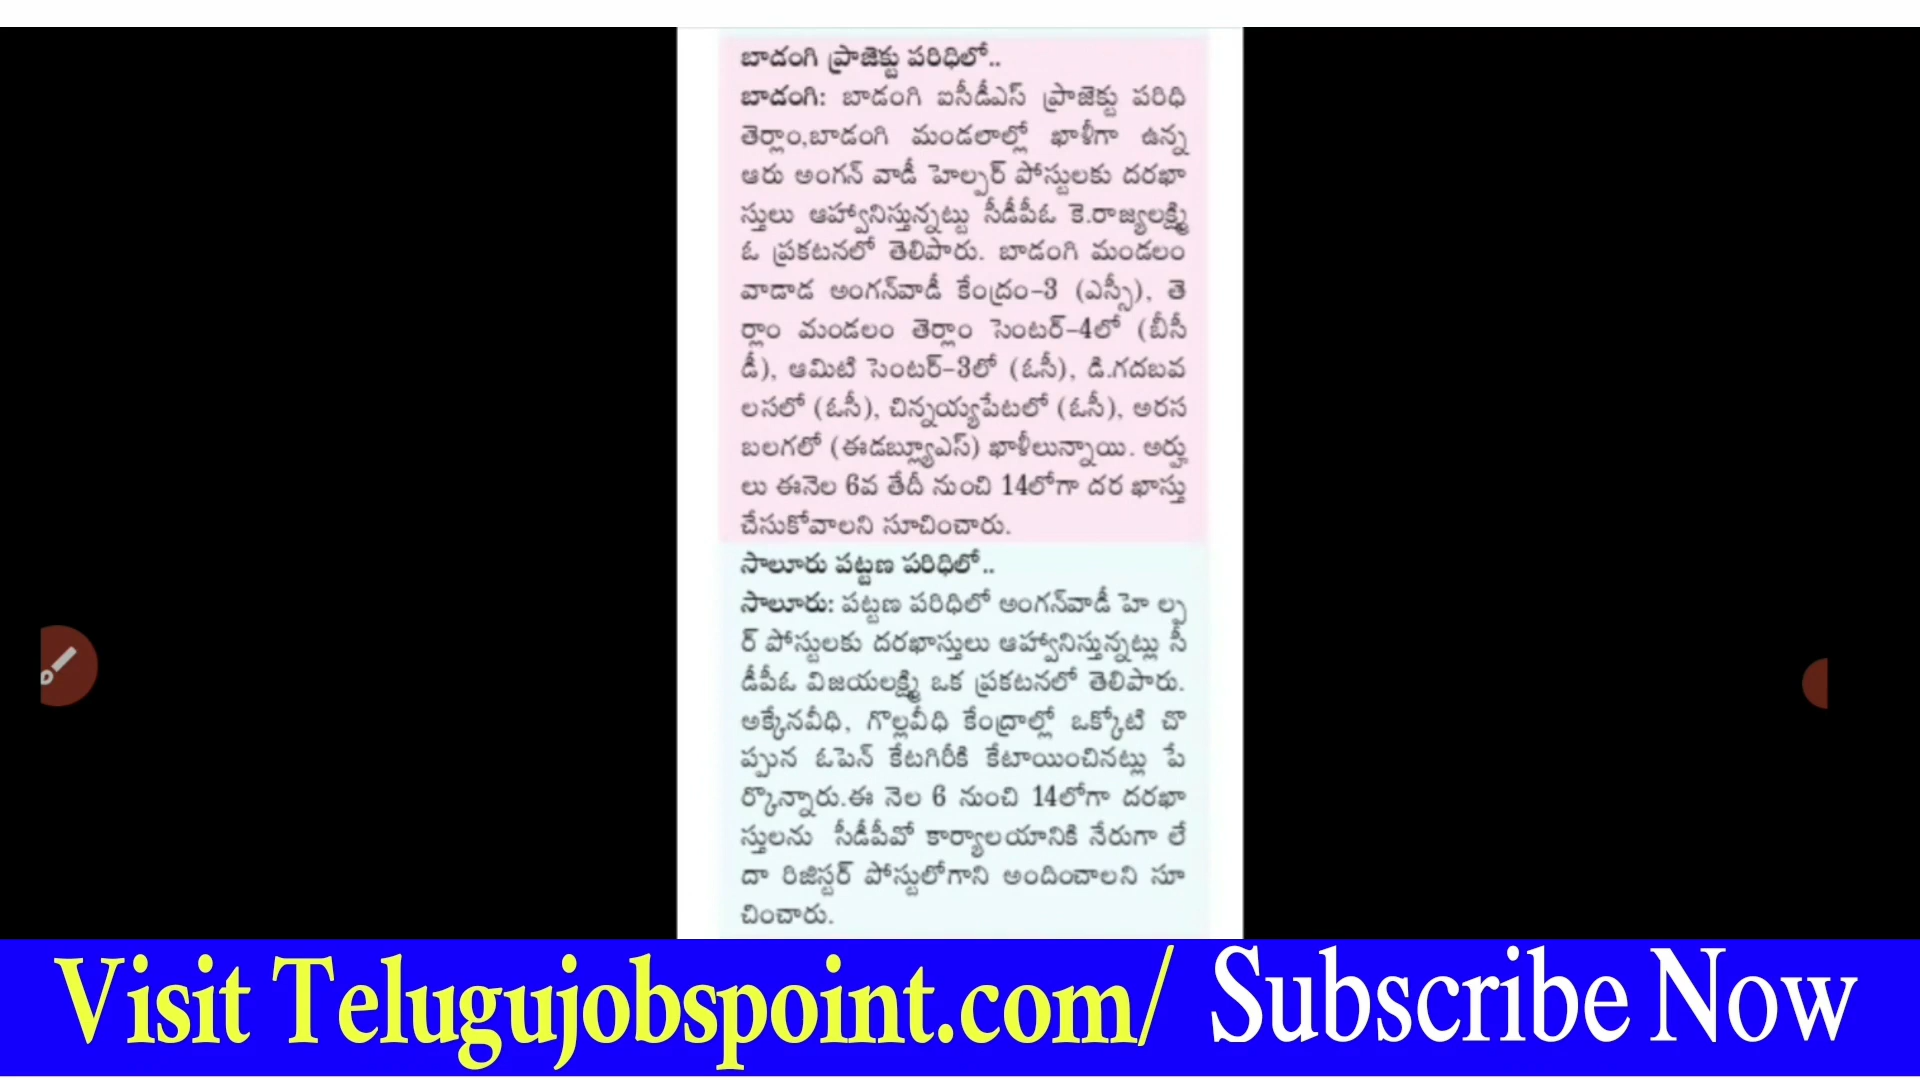 బాడంగి ప్రాజెక్టు పరిధిలో..
బాడంగి: బాడంగి ఐసీడీఎస్ ప్రాజెక్టు పరిధి
తెర్లాం,బాడంగి మండలాల్లో ఖాళీగా ఉన్న
ఆరు అంగన్ వాడీ హెల్పర్ పోస్టులకు దరఖా
స్తులు ఆహ్వానిస్తున్నట్టు సీడీపీఓ కె.రాజ్యలక్ష్మి
ఓ ప్రకటనలో తెలిపారు. బాడంగి మండలం
వాడాడ అంగన్‌వాడీ కేంద్రం-3 (ఎస్సీ), తె
ర్లాం మండలం తెర్లాం సెంటర్-4లో (బీసీ
డీ), ఆమిటి సెంటర్-3లో (ఓసీ), డి.గదబవ
లసలో (ఓసీ), చిన్నయ్యపేటలో (ఓసీ), అరస
బలగలో (ఈడబ్ల్యూఎస్) ఖాళీలున్నాయి. అర్హు
లు ఈనెల 6వ తేదీ నుంచి 14లోగా దర ఖాస్తు
చేసుకోవాలని సూచించారు.
సాలూరు పట్టణ పరిధిలో..
సాలూరు: పట్టణ పరిధిలో అంగన్‌వాడీ హె ల్ప
ర్ పోస్టులకు దరఖాస్తులు ఆహ్వానిస్తున్నట్లు సీ
డీపీఓ విజయలక్ష్మి ఒక ప్రకటనలో తెలిపారు.
అక్కేనవీధి, గొల్లవీధి కేంద్రాల్లో ఒక్కోటి చొ
ప్పున ఓపెన్ కేటగిరీకి కేటాయించినట్లు పే
ర్కొన్నారు.ఈ నెల 6 నుంచి 14లోగా దరఖా
స్తులను సీడీపీవో కార్యాలయానికి నేరుగా లే
దా రిజిస్టర్ పోస్టులోగాని అందించాలని సూ
చించారు.
Visit Telugujobspoint.com/ Subscribe Now